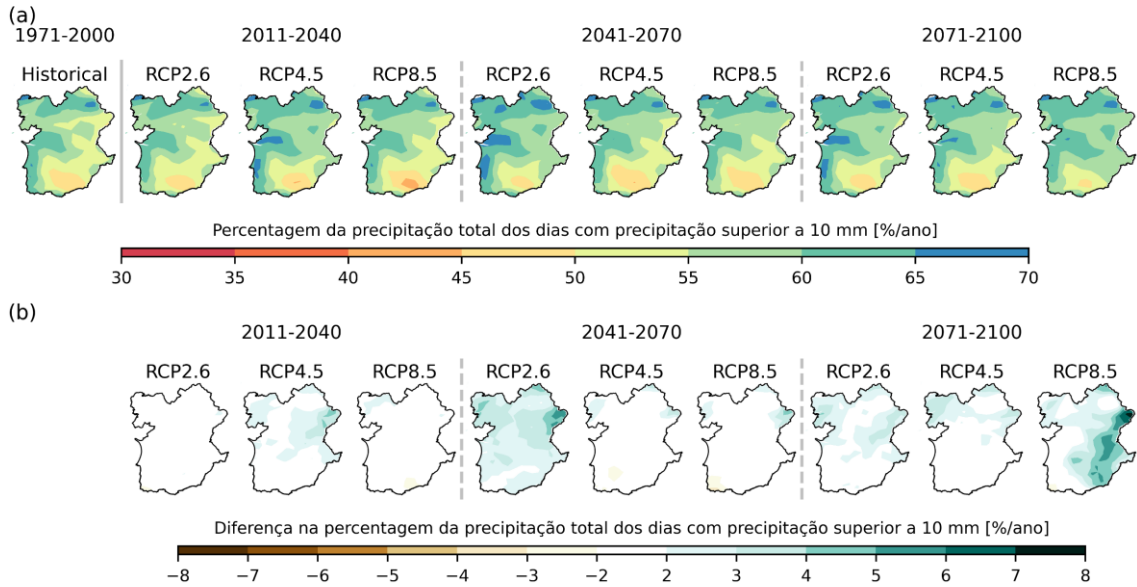 (a)
1971-2000 2011-2040 2041-2070 2071-2100
Historical RCP2.6 RCP4.5 RCP8.5 RCP2.6 RCP4.5 RCP8.5 RCP2.6 RCP4.5 RCP8.5
Percentagem da precipitação total dos dias com precipitação superior a 10 mm [%/ano]
30 35 40 45 50 55 60 65 70
(b)
2011-2040 2041-2070 2071-2100
RCP2.6 RCP4.5 RCP8.5 RCP2.6 RCP4.5 RCP8.5 RCP2.6 RCP4.5 RCP8.5
Diferença na percentagem da precipitação total dos dias com precipitação superior a 10 mm [%/ano]
−8 −7 −6 −5 −4 −3 −2 2 3 4 5 6 7 8